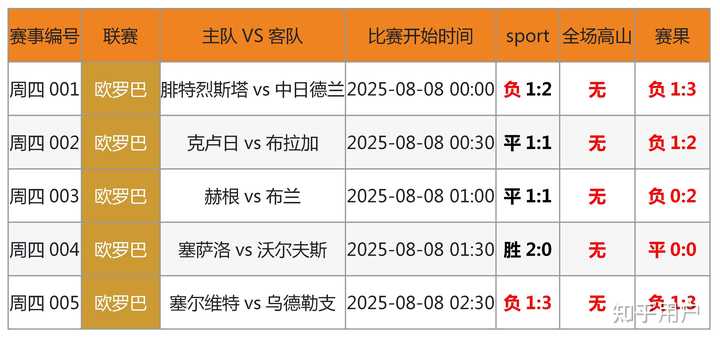 赛事编号 联赛 主队 VS 客队 比赛开始时间 sport 全场高山 赛果
周四 001 欧罗巴 腓特烈斯塔 vs 中日德兰 2025-08-08 00:00 负 1:2 无 负 1:3
周四 002 欧罗巴 克卢日 vs 布拉加 2025-08-08 00:30 平 1:1 无 负 1:2
周四 003 欧罗巴 赫根 vs 布兰 2025-08-08 01:00 平 1:1 无 负 0:2
周四 004 欧罗巴 塞萨洛 vs 沃尔夫斯 2025-08-08 01:30 胜 2:0 无 平 0:0
周四 005 欧罗巴 塞尔维特 vs 乌德勒支 2025-08-08 02:30 负 1:3 无 负 1:3
知乎用户